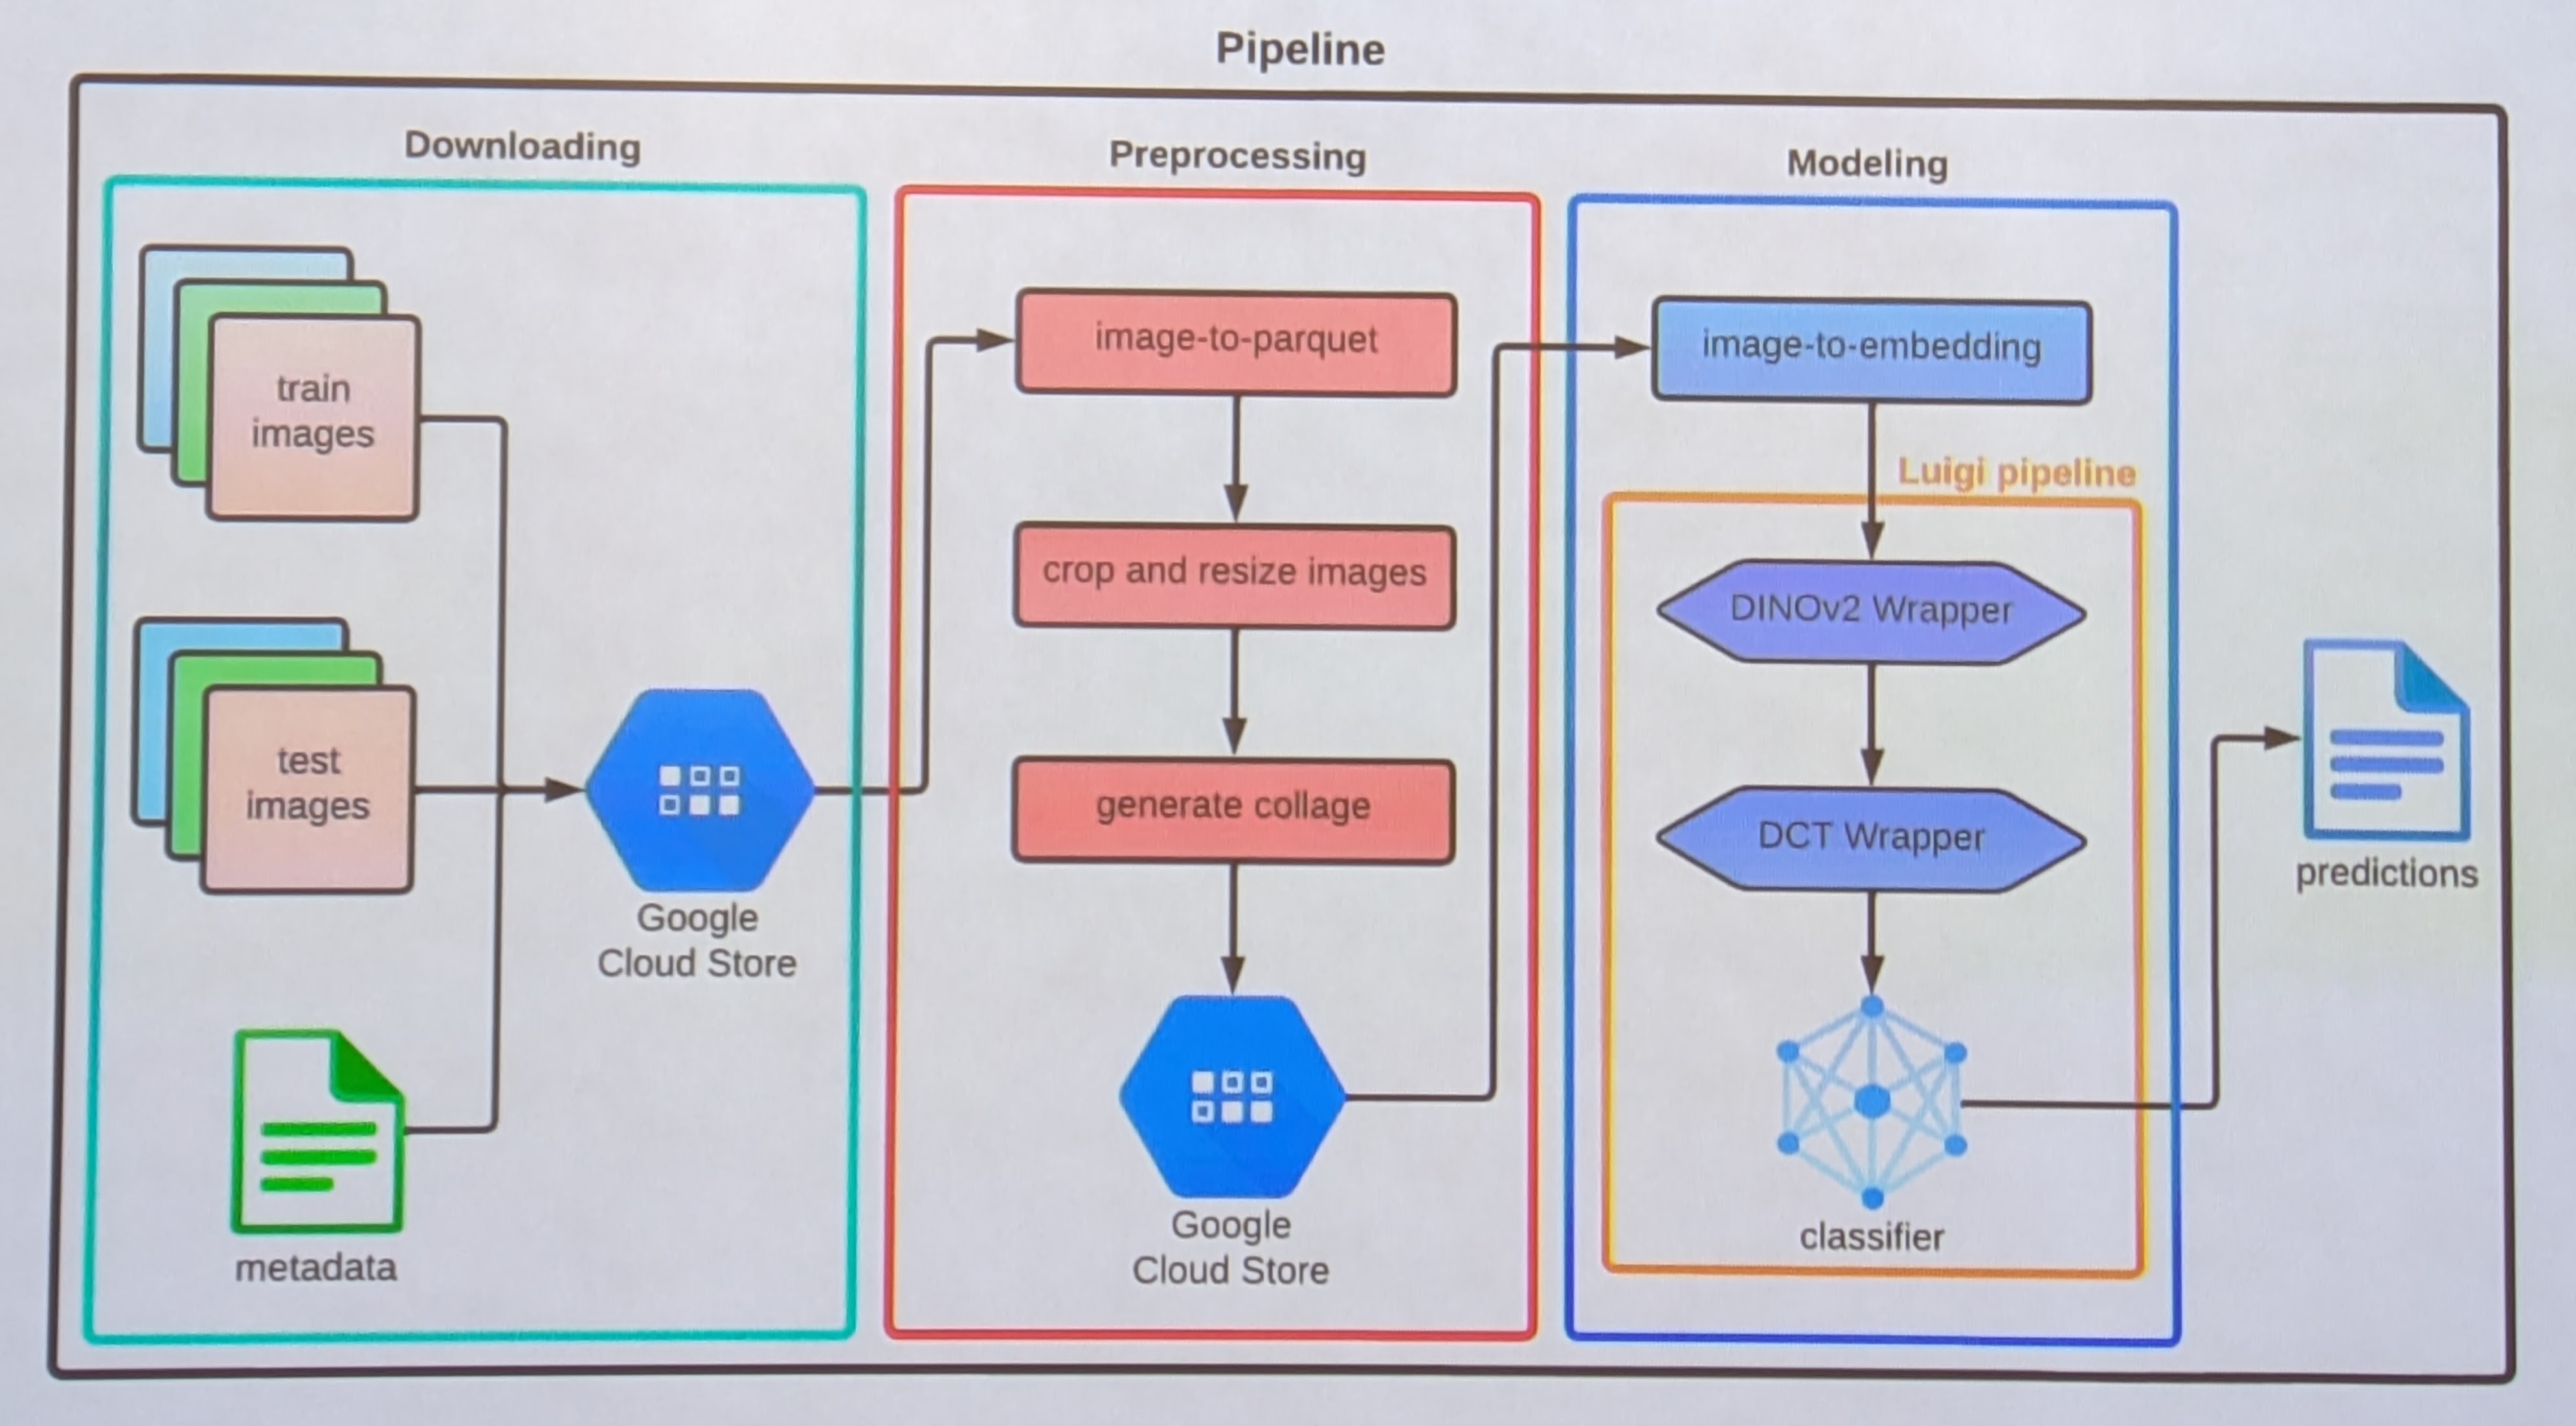 Pipeline
Downloading
train
images
test
images
metadata
Google
Cloud Store
Preprocessing
image-to-parquet
crop and resize images
generate collage
Google
Cloud Store
Modeling
image-to-embedding
Luigi pipeline
DINOv2 Wrapper
DCT Wrapper
classifier
predictions